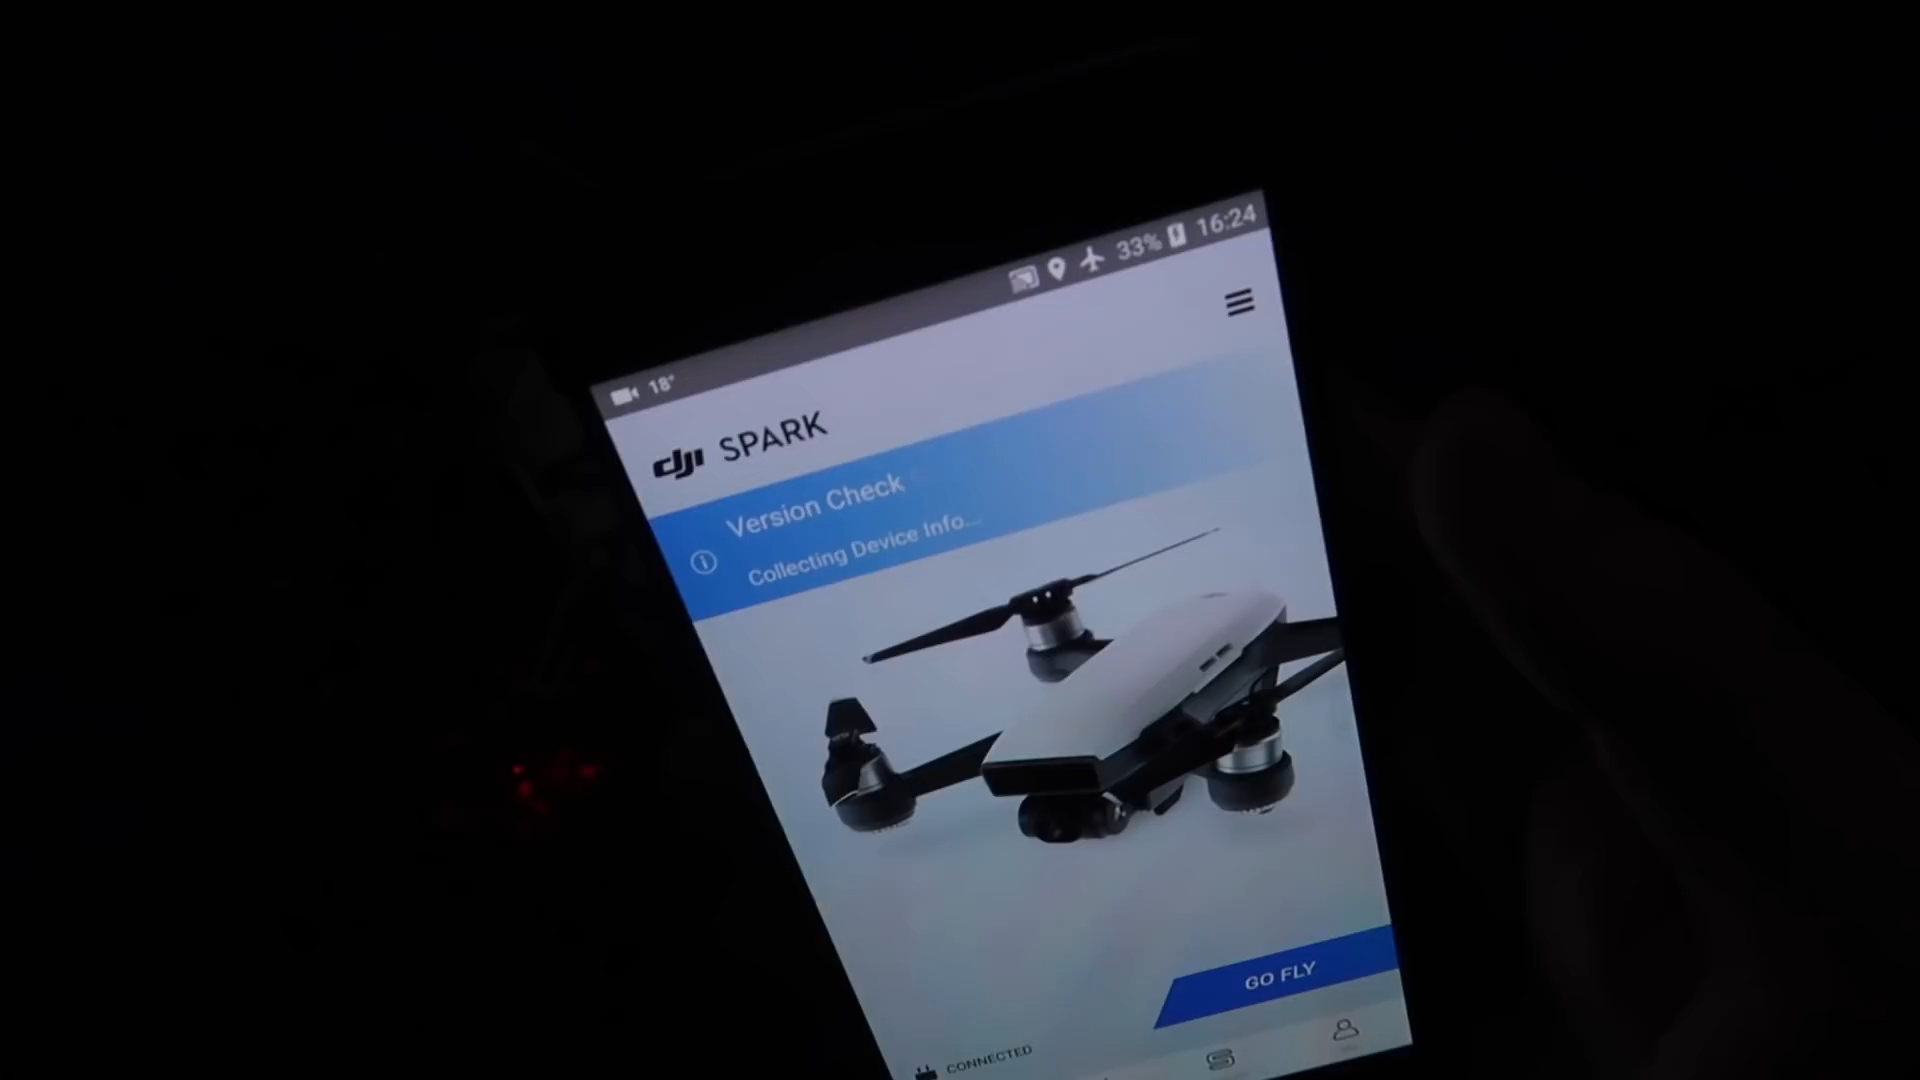 33% 16:24
18°
dji SPARK
Version Check
Collecting Device Info...
GO FLY
CONNECTED